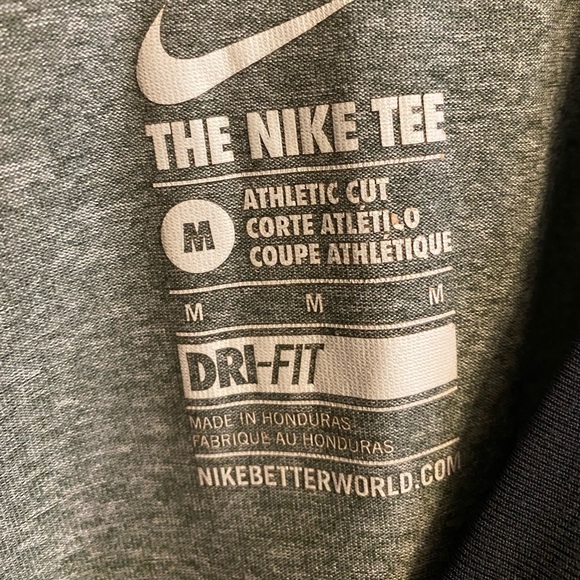 THE NIKE TEE
M
ATHLETIC CUT
CORTE ATLÉTICO
COUPE ATHLÉTIQUE
M M M
DRI-FIT
MADE IN HONDURAS
FABRIQUE AU HONDURAS
NIKEBETTERWORLD.COM